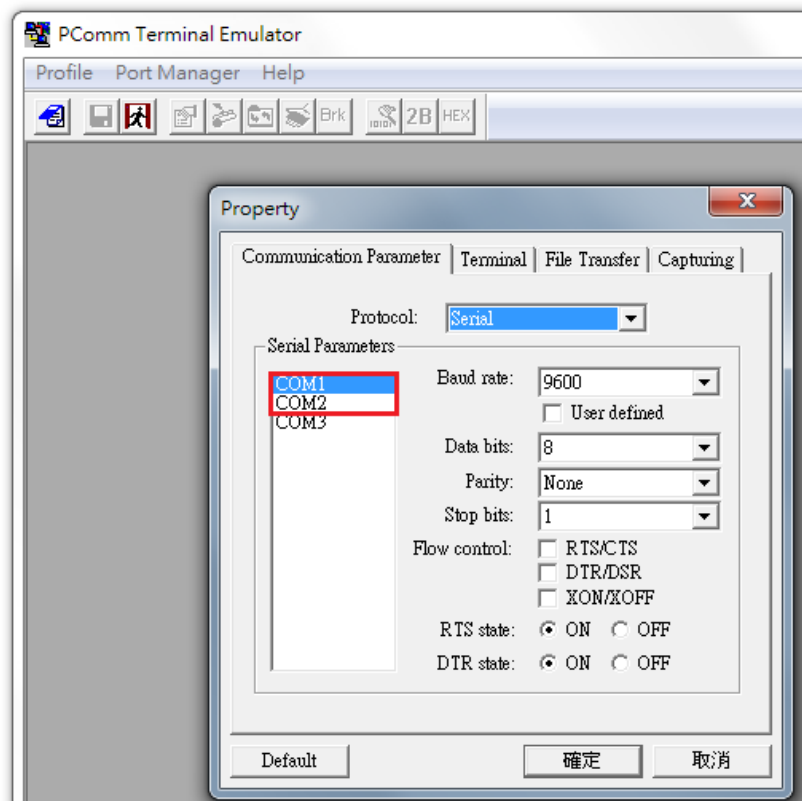 PComm Terminal Emulator
Profile Port Manager Help
Brk 2B HEX
Property
Communication Parameter Terminal File Transfer Capturing
Protocol: Serial
Serial Parameters
COM1
COM2
COM3
Baud rate: 9600
User defined
Data bits: 8
Parity: None
Stop bits: 1
Flow control: RTS/CTS
DTR/DSR
XON/XOFF
RTS state: ON OFF
DTR state: ON OFF
Default 確定 取消